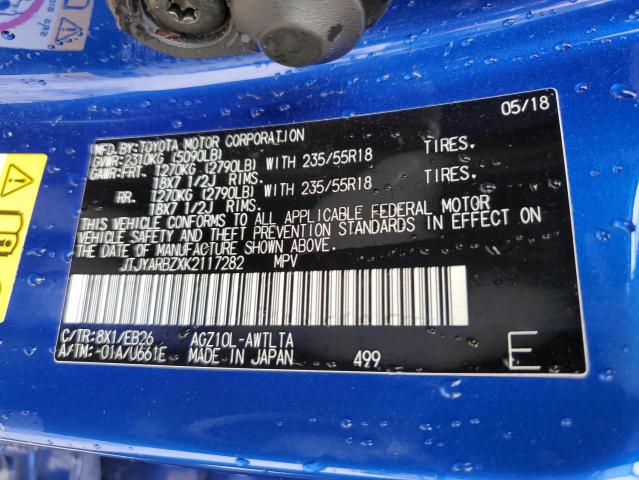 05/18
MFD.BY:TOYOTA MOTOR CORPORATION
GVWR:2310KG (5090LB)
GAWR:FRT. 1270KG (2790LB) WITH 235/55R18 TIRES.
18X7 1/2J RIMS.
RR. 1270KG (2790LB) WITH 235/55R18 TIRES.
18X7 1/2J RIMS.
THIS VEHICLE CONFORMS TO ALL APPLICABLE FEDERAL MOTOR
VEHICLE SAFETY AND THEFT PREVENTION STANDARDS IN EFFECT ON
THE DATE OF MANUFACTURE SHOWN ABOVE.
JTJYARBZXK2117282 MPV
C/TR:8X1/EB26 AGZ10L-AWTLTA
A/TM:-01A/U661E MADE IN JAPAN 499 E